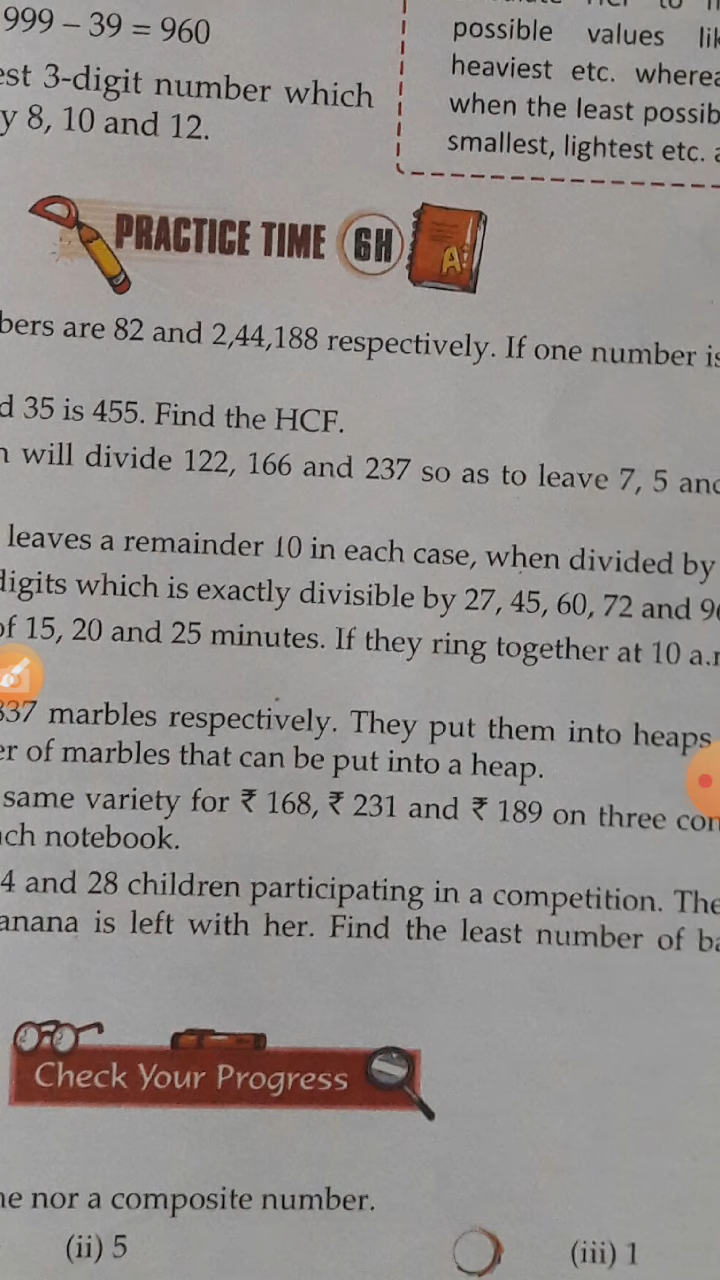 999 – 39 = 960
est 3-digit number which
y 8, 10 and 12.
possible values lik
heaviest etc. wherea
when the least possib
smallest, lightest etc. a
PRACTICE TIME 6H
A
bers are 82 and 2,44,188 respectively. If one number is
d 35 is 455. Find the HCF.
n will divide 122, 166 and 237 so as to leave 7, 5 and
leaves a remainder 10 in each case, when divided by
digits which is exactly divisible by 27, 45, 60, 72 and 96
of 15, 20 and 25 minutes. If they ring together at 10 a.m
337 marbles respectively. They put them into heaps
er of marbles that can be put into a heap.
same variety for ₹ 168, ₹ 231 and ₹ 189 on three con
ach notebook.
4 and 28 children participating in a competition. The
anana is left with her. Find the least number of ba
Check Your Progress
ne nor a composite number.
(ii) 5 (iii) 1